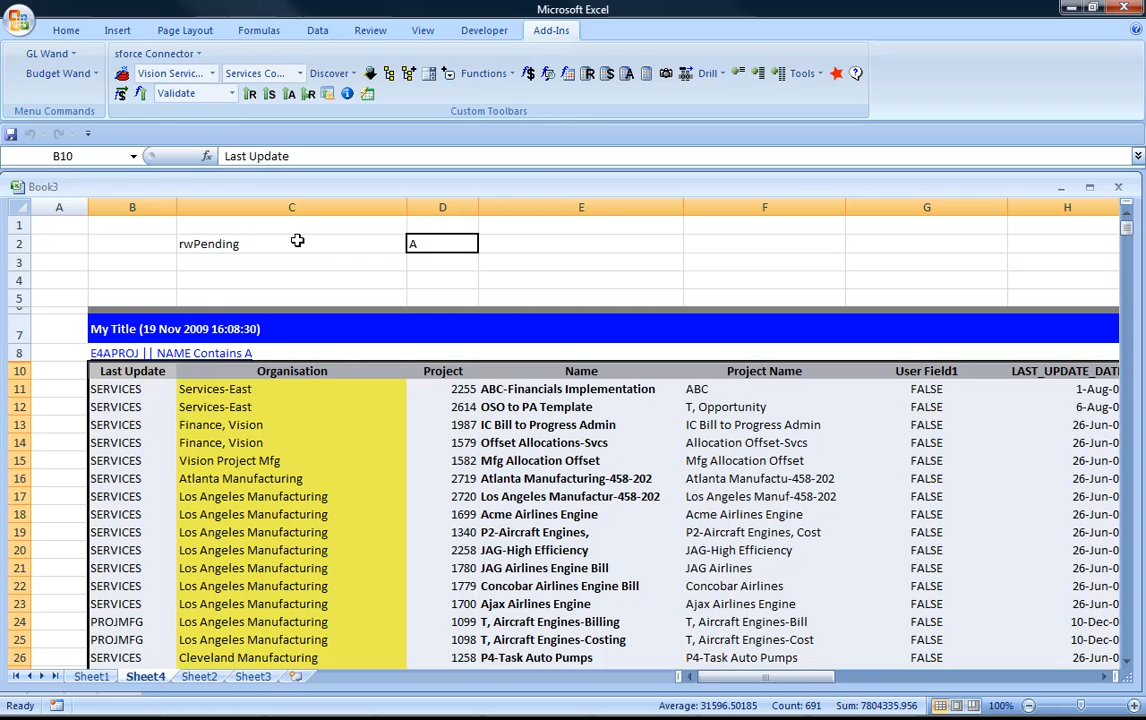 Microsoft Excel
Home Insert Page Layout Formulas Data Review View Developer Add-Ins
GL Wand sforce Connector
Budget Wand Vision Servic... Services Co... Discover Functions Drill Tools
Validate
Menu Commands Custom Toolbars
B10 fx Last Update
Book3
A B C D E F G H
1
2 rwPending A
3
4
5
7 My Title (19 Nov 2009 16:08:30)
8 E4APROJ || NAME Contains A
10 Last Update Organisation Project Name Project Name User Field1 LAST_UPDATE_DATE
11 SERVICES Services-East 2255 ABC-Financials Implementation ABC FALSE 1-Aug-0
12 SERVICES Services-East 2614 OSO to PA Template T, Opportunity FALSE 6-Aug-0
13 SERVICES Finance, Vision 1987 IC Bill to Progress Admin IC Bill to Progress Admin FALSE 26-Jun-0
14 SERVICES Finance, Vision 1579 Offset Allocations-Svcs Allocation Offset-Svcs FALSE 26-Jun-0
15 SERVICES Vision Project Mfg 1582 Mfg Allocation Offset Mfg Allocation Offset FALSE 26-Jun-0
16 SERVICES Atlanta Manufacturing 2719 Atlanta Manufacturing-458-202 Atlanta Manufactu-458-202 FALSE 26-Jun-0
17 SERVICES Los Angeles Manufacturing 2720 Los Angeles Manufactur-458-202 Los Angeles Manuf-458-202 FALSE 26-Jun-0
18 SERVICES Los Angeles Manufacturing 1699 Acme Airlines Engine Acme Airlines Engine FALSE 26-Jun-0
19 SERVICES Los Angeles Manufacturing 1340 P2-Aircraft Engines, P2-Aircraft Engines, Cost FALSE 26-Jun-0
20 SERVICES Los Angeles Manufacturing 2258 JAG-High Efficiency JAG-High Efficiency FALSE 26-Jun-0
21 SERVICES Los Angeles Manufacturing 1780 JAG Airlines Engine Bill JAG Airlines FALSE 26-Jun-0
22 SERVICES Los Angeles Manufacturing 1779 Concobar Airlines Engine Bill Concobar Airlines FALSE 26-Jun-0
23 SERVICES Los Angeles Manufacturing 1700 Ajax Airlines Engine Ajax Airlines Engine FALSE 26-Jun-0
24 PROJMFG Los Angeles Manufacturing 1099 T, Aircraft Engines-Billing T, Aircraft Engines-Bill FALSE 10-Dec-0
25 PROJMFG Los Angeles Manufacturing 1098 T, Aircraft Engines-Costing T, Aircraft Engines-Cost FALSE 10-Dec-0
26 SERVICES Cleveland Manufacturing 1258 P4-Task Auto Pumps P4-Task Auto Pumps FALSE 26-Jun-0
Sheet1 Sheet4 Sheet2 Sheet3
Ready Average: 31596.50185 Count: 691 Sum: 7804335.956 100%